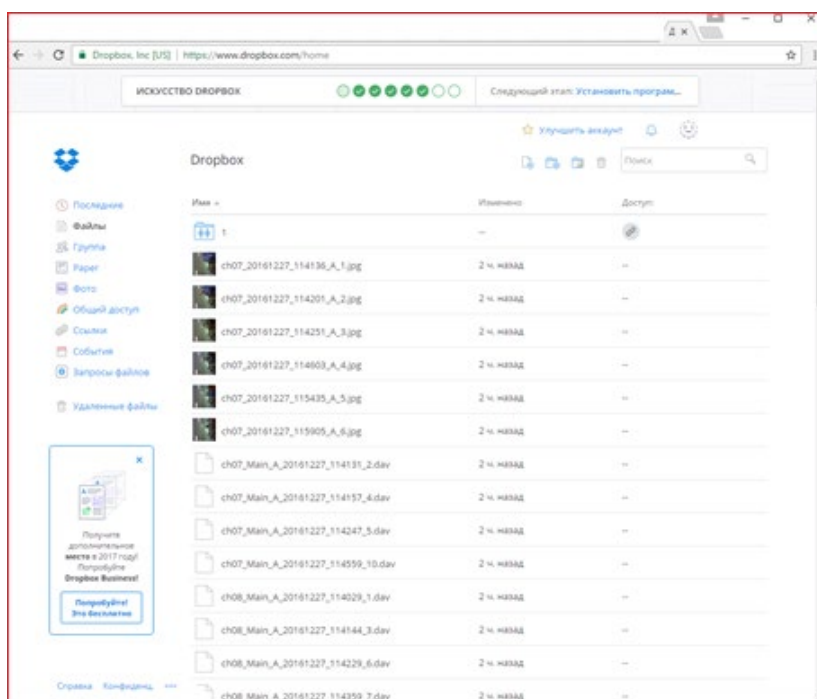 Д
Dropbox, Inc [US] | https://www.dropbox.com/home
ИСКУССТВО DROPBOX
Следующий этап: Установить програм...
Улучшить аккаунт
Dropbox
Поиск
Последние
Файлы
Группа
Paper
Фото
Общий доступ
Ссылки
События
Запросы файлов
Удаленные файлы
Имя
Изменено
Доступ:
1
--
ch07_20161227_114136_A_1.jpg
2 ч. назад
--
ch07_20161227_114201_A_2.jpg
2 ч. назад
--
ch07_20161227_114251_A_3.jpg
2 ч. назад
--
ch07_20161227_114603_A_4.jpg
2 ч. назад
--
ch07_20161227_115435_A_5.jpg
2 ч. назад
--
ch07_20161227_115905_A_6.jpg
2 ч. назад
--
ch07_Main_A_20161227_114131_2.dav
2 ч. назад
--
ch07_Main_A_20161227_114157_4.dav
2 ч. назад
--
ch07_Main_A_20161227_114247_5.dav
2 ч. назад
--
ch07_Main_A_20161227_114559_10.dav
2 ч. назад
--
ch08_Main_A_20161227_114029_1.dav
2 ч. назад
--
ch08_Main_A_20161227_114144_3.dav
2 ч. назад
--
ch08_Main_A_20161227_114229_6.dav
2 ч. назад
--
ch08_Main_A_20161227_114359_7.dav
2 ч. назад
--
Получите
дополнительное
место в 2017 году!
Попробуйте
Dropbox Business!
Попробуйте!
Это бесплатно
Справка
Конфиденц.